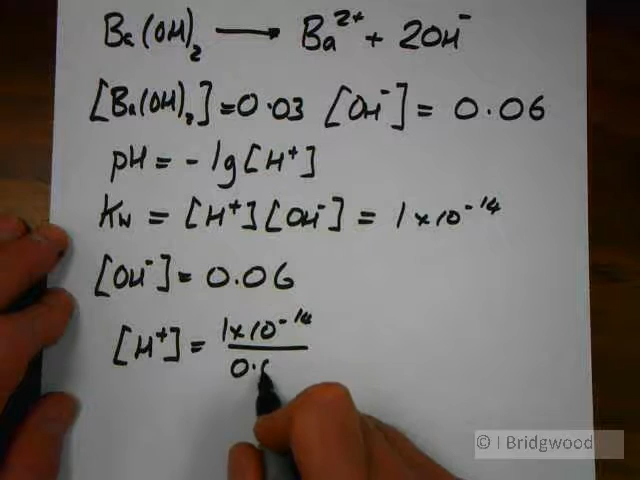 Ba(OH)₂ ⟶ Ba²⁺ + 2OH⁻
[Ba(OH)₂] = 0.03 [OH⁻] = 0.06
pH = - lg [H⁺]
Kw = [H⁺][OH⁻] = 1 × 10⁻¹⁴
[OH⁻] = 0.06
[H⁺] = 1 × 10⁻¹⁴
0.
© I Bridgwood